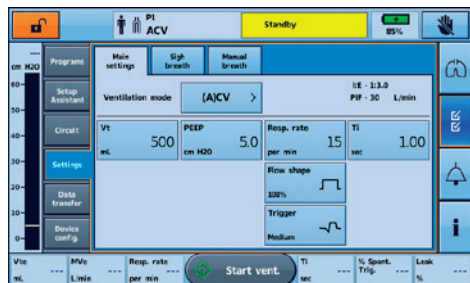 P1
ACV
Standby
85%
cm H2O
60-
50-
40-
30-
20-
10-
0-
Programs
Setup
Assistant
Circuit
Settings
Data
transfer
Device
config.
Main
settings
Sigh
breath
Manual
breath
Ventilation mode
(A)CV >
I:E - 1:3.0
PIF - 30 L/min
Vt
500
mL
PEEP
5.0
cm H2O
Resp. rate
15
per min
Ti
1.00
sec
Flow shape
100%
Trigger
Medium
i
Vte
---
mL
MVe
---
L/min
Resp. rate
---
per min
Start vent.
Ti
---
sec
% Spont.
Trig. ---
Leak
---
%